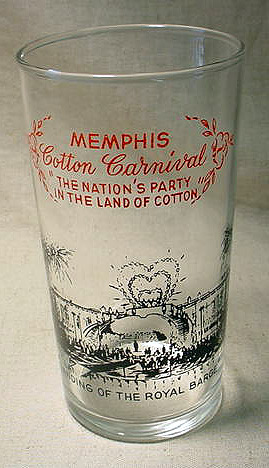 MEMPHIS
Cotton Carnival
"THE NATION'S PARTY
IN THE LAND OF COTTON"
OF THE ROYAL BARGE